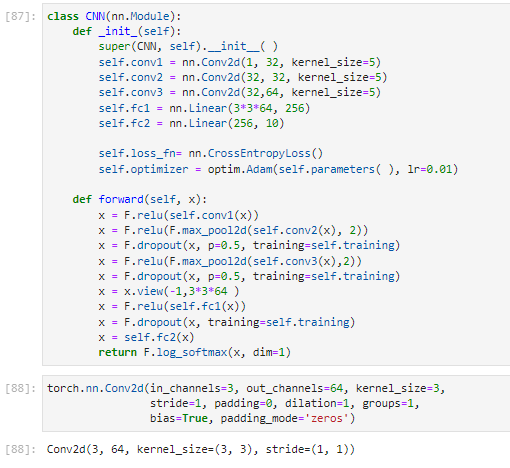 [87]: class CNN(nn.Module):
    def _init_(self):
        super(CNN, self).__init__( )
        self.conv1 = nn.Conv2d(1, 32, kernel_size=5)
        self.conv2 = nn.Conv2d(32, 32, kernel_size=5)
        self.conv3 = nn.Conv2d(32,64, kernel_size=5)
        self.fc1 = nn.Linear(3*3*64, 256)
        self.fc2 = nn.Linear(256, 10)

        self.loss_fn= nn.CrossEntropyLoss()
        self.optimizer = optim.Adam(self.parameters( ), lr=0.01)

    def forward(self, x):
        x = F.relu(self.conv1(x))
        x = F.relu(F.max_pool2d(self.conv2(x), 2))
        x = F.dropout(x, p=0.5, training=self.training)
        x = F.relu(F.max_pool2d(self.conv3(x),2))
        x = F.dropout(x, p=0.5, training=self.training)
        x = x.view(-1,3*3*64 )
        x = F.relu(self.fc1(x))
        x = F.dropout(x, training=self.training)
        x = self.fc2(x)
        return F.log_softmax(x, dim=1)

[88]: torch.nn.Conv2d(in_channels=3, out_channels=64, kernel_size=3,
                stride=1, padding=0, dilation=1, groups=1,
                bias=True, padding_mode='zeros')

[88]: Conv2d(3, 64, kernel_size=(3, 3), stride=(1, 1))